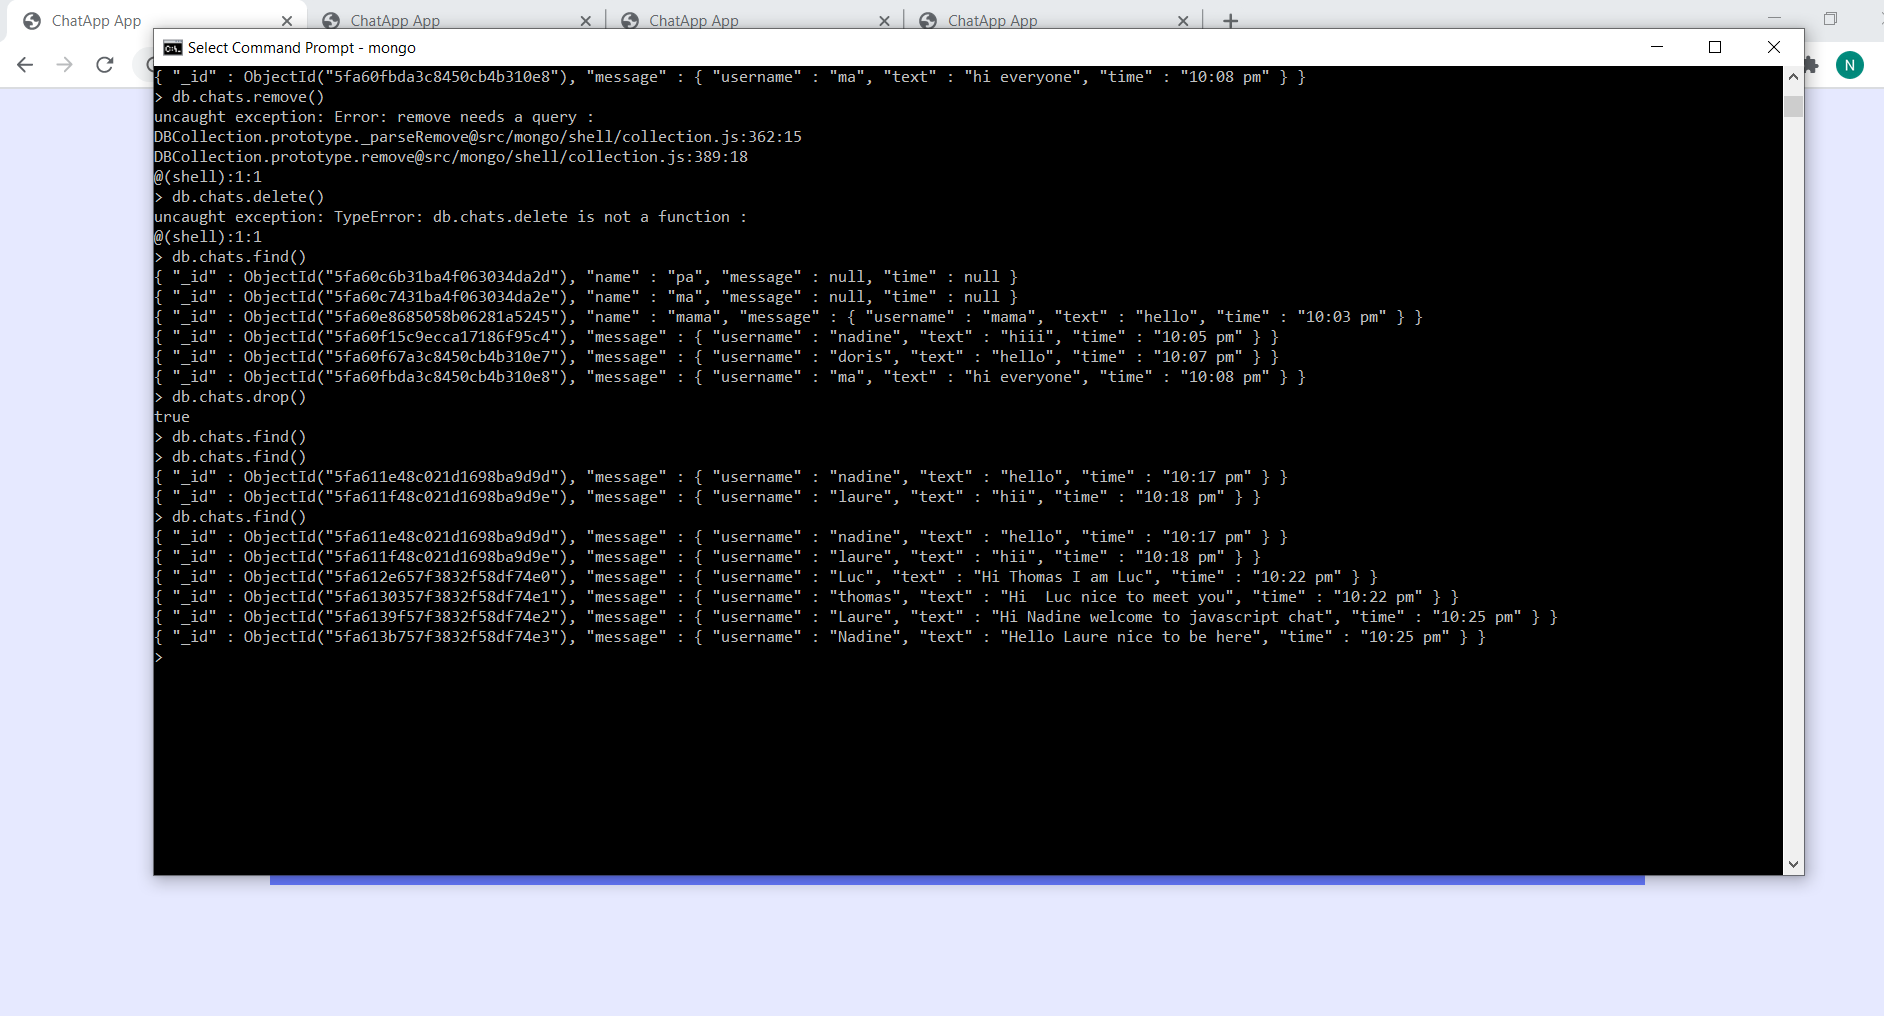 ChatApp App
ChatApp App
ChatApp App
ChatApp App
N
Select Command Prompt - mongo
{ "_id" : ObjectId("5fa60fbda3c8450cb4b310e8"), "message" : { "username" : "ma", "text" : "hi everyone", "time" : "10:08 pm" } }
> db.chats.remove()
uncaught exception: Error: remove needs a query :
DBCollection.prototype._parseRemove@src/mongo/shell/collection.js:362:15
DBCollection.prototype.remove@src/mongo/shell/collection.js:389:18
@(shell):1:1
> db.chats.delete()
uncaught exception: TypeError: db.chats.delete is not a function :
@(shell):1:1
> db.chats.find()
{ "_id" : ObjectId("5fa60c6b31ba4f063034da2d"), "name" : "pa", "message" : null, "time" : null }
{ "_id" : ObjectId("5fa60c7431ba4f063034da2e"), "name" : "ma", "message" : null, "time" : null }
{ "_id" : ObjectId("5fa60e8685058b06281a5245"), "name" : "mama", "message" : { "username" : "mama", "text" : "hello", "time" : "10:03 pm" } }
{ "_id" : ObjectId("5fa60f15c9ecca17186f95c4"), "message" : { "username" : "nadine", "text" : "hiii", "time" : "10:05 pm" } }
{ "_id" : ObjectId("5fa60f67a3c8450cb4b310e7"), "message" : { "username" : "doris", "text" : "hello", "time" : "10:07 pm" } }
{ "_id" : ObjectId("5fa60fbda3c8450cb4b310e8"), "message" : { "username" : "ma", "text" : "hi everyone", "time" : "10:08 pm" } }
> db.chats.drop()
true
> db.chats.find()
> db.chats.find()
{ "_id" : ObjectId("5fa611e48c021d1698ba9d9d"), "message" : { "username" : "nadine", "text" : "hello", "time" : "10:17 pm" } }
{ "_id" : ObjectId("5fa611f48c021d1698ba9d9e"), "message" : { "username" : "laure", "text" : "hii", "time" : "10:18 pm" } }
> db.chats.find()
{ "_id" : ObjectId("5fa611e48c021d1698ba9d9d"), "message" : { "username" : "nadine", "text" : "hello", "time" : "10:17 pm" } }
{ "_id" : ObjectId("5fa611f48c021d1698ba9d9e"), "message" : { "username" : "laure", "text" : "hii", "time" : "10:18 pm" } }
{ "_id" : ObjectId("5fa612e657f3832f58df74e0"), "message" : { "username" : "Luc", "text" : "Hi Thomas I am Luc", "time" : "10:22 pm" } }
{ "_id" : ObjectId("5fa6130357f3832f58df74e1"), "message" : { "username" : "thomas", "text" : "Hi  Luc nice to meet you", "time" : "10:22 pm" } }
{ "_id" : ObjectId("5fa6139f57f3832f58df74e2"), "message" : { "username" : "Laure", "text" : "Hi Nadine welcome to javascript chat", "time" : "10:25 pm" } }
{ "_id" : ObjectId("5fa613b757f3832f58df74e3"), "message" : { "username" : "Nadine", "text" : "Hello Laure nice to be here", "time" : "10:25 pm" } }
>